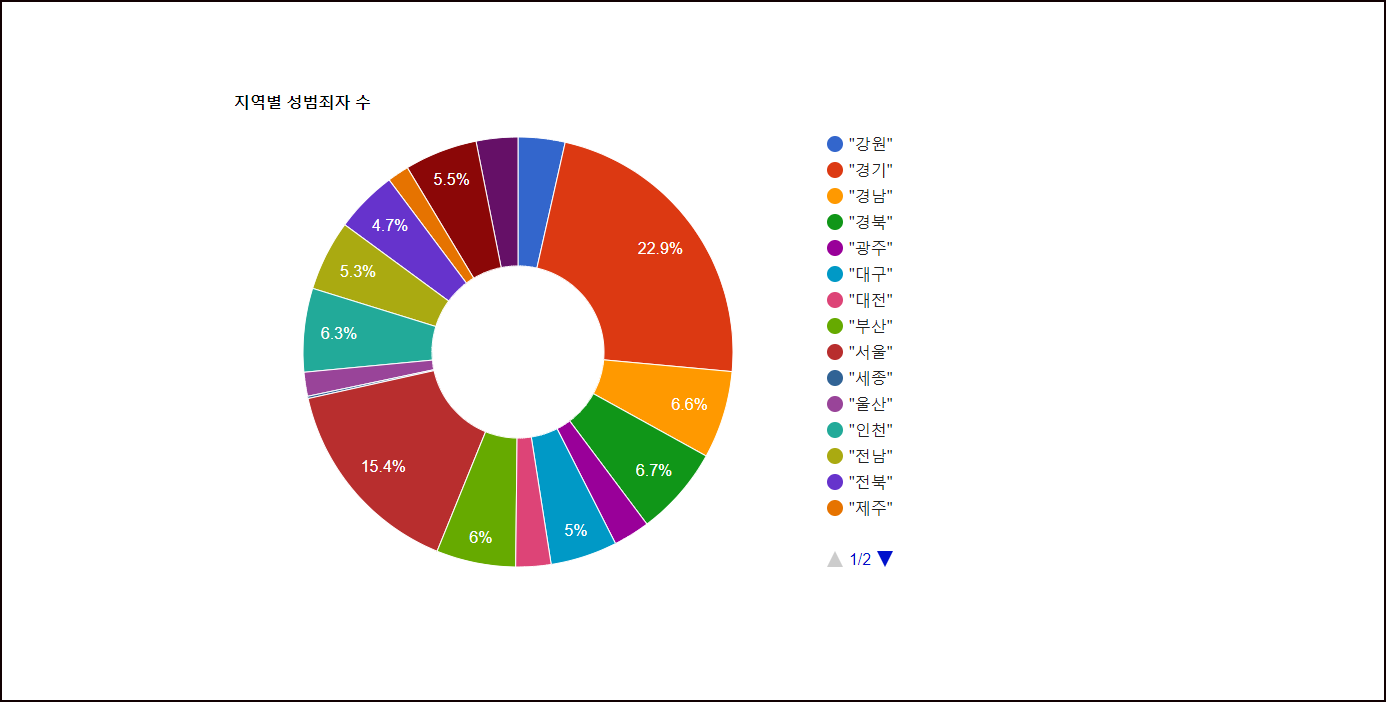 지역별 성범죄자 수
5.5%
4.7%
22.9%
5.3%
6.3%
6.6%
15.4%
6.7%
6%
5%
"강원"
"경기"
"경남"
"경북"
"광주"
"대구"
"대전"
"부산"
"서울"
"세종"
"울산"
"인천"
"전남"
"전북"
"제주"
1/2